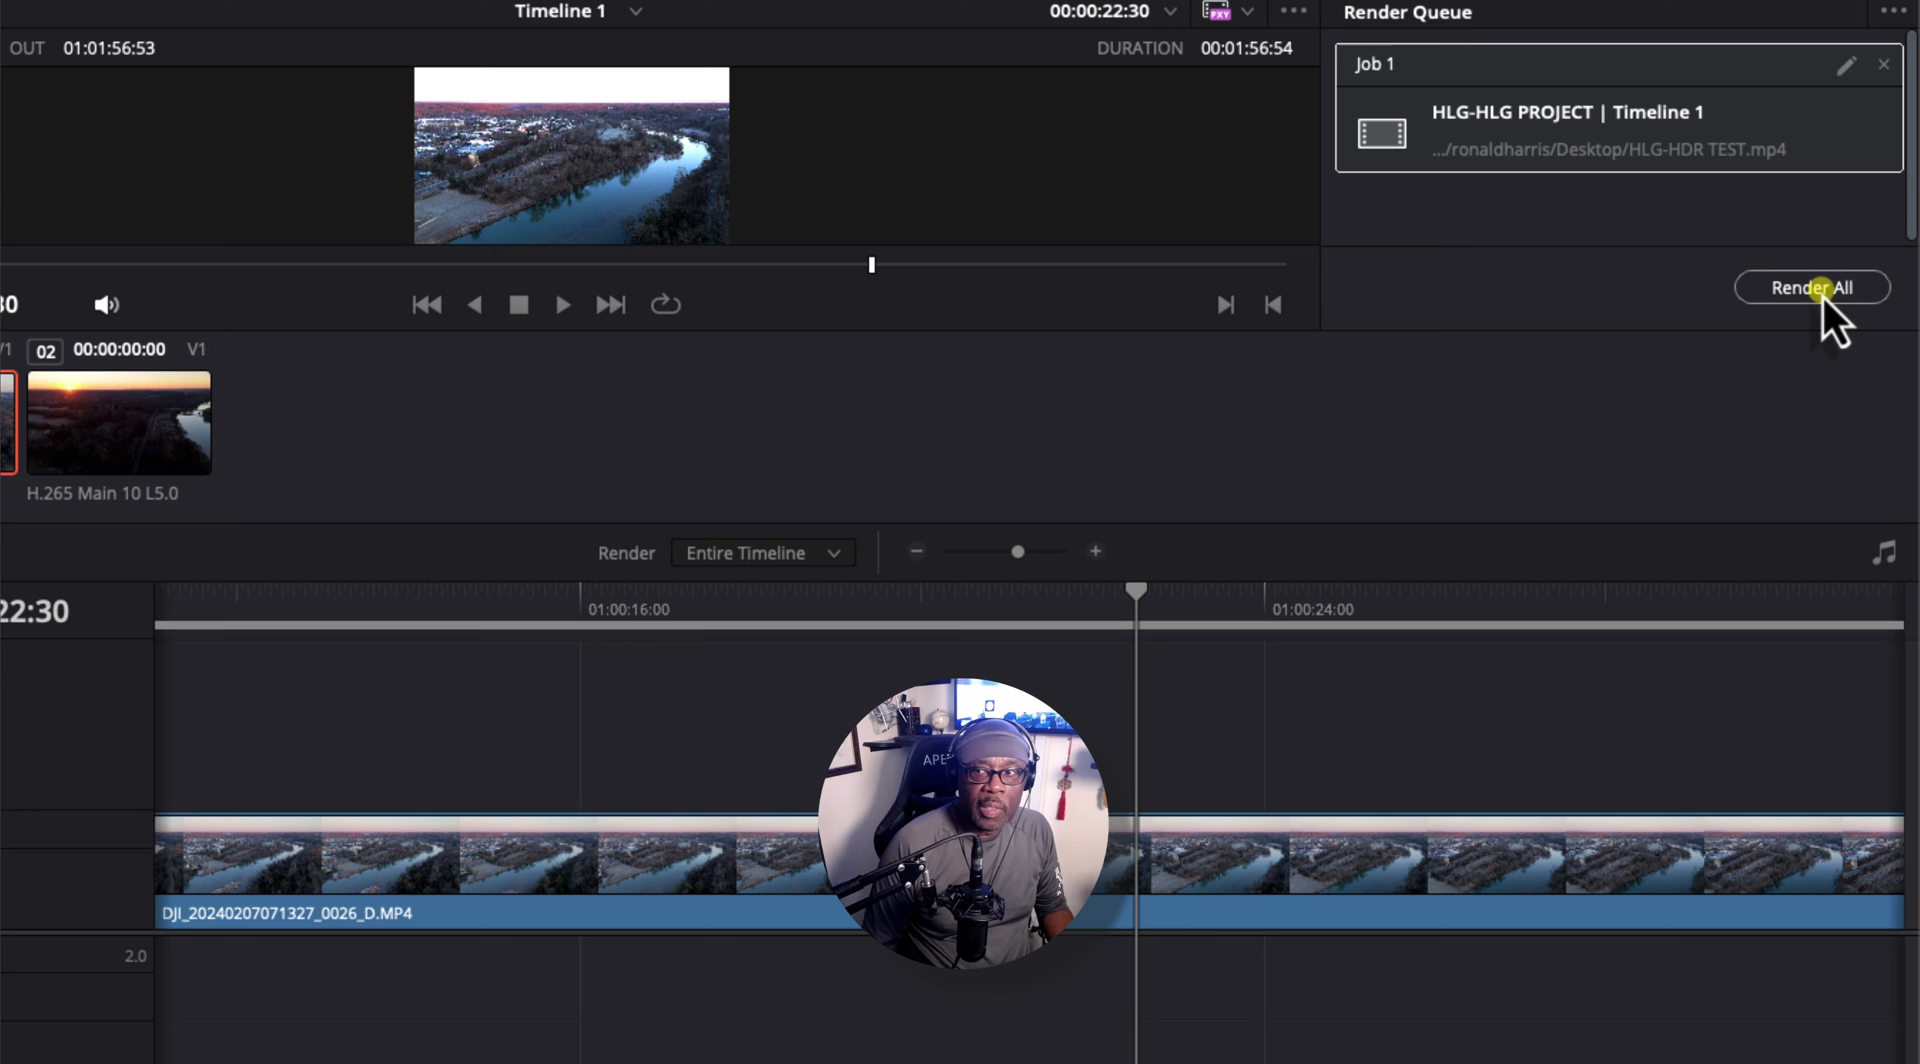 Timeline 1
00:00:22:30
PXY
Render Queue
OUT 01:01:56:53
DURATION 00:01:56:54
Job 1
HLG-HLG PROJECT | Timeline 1
.../ronaldharris/Desktop/HLG-HDR TEST.mp4
Render All
02 00:00:00:00 V1
H.265 Main 10 L5.0
Render Entire Timeline
22:30
01:00:16:00
01:00:24:00
APE
DJI_20240207071327_0026_D.MP4
2.0